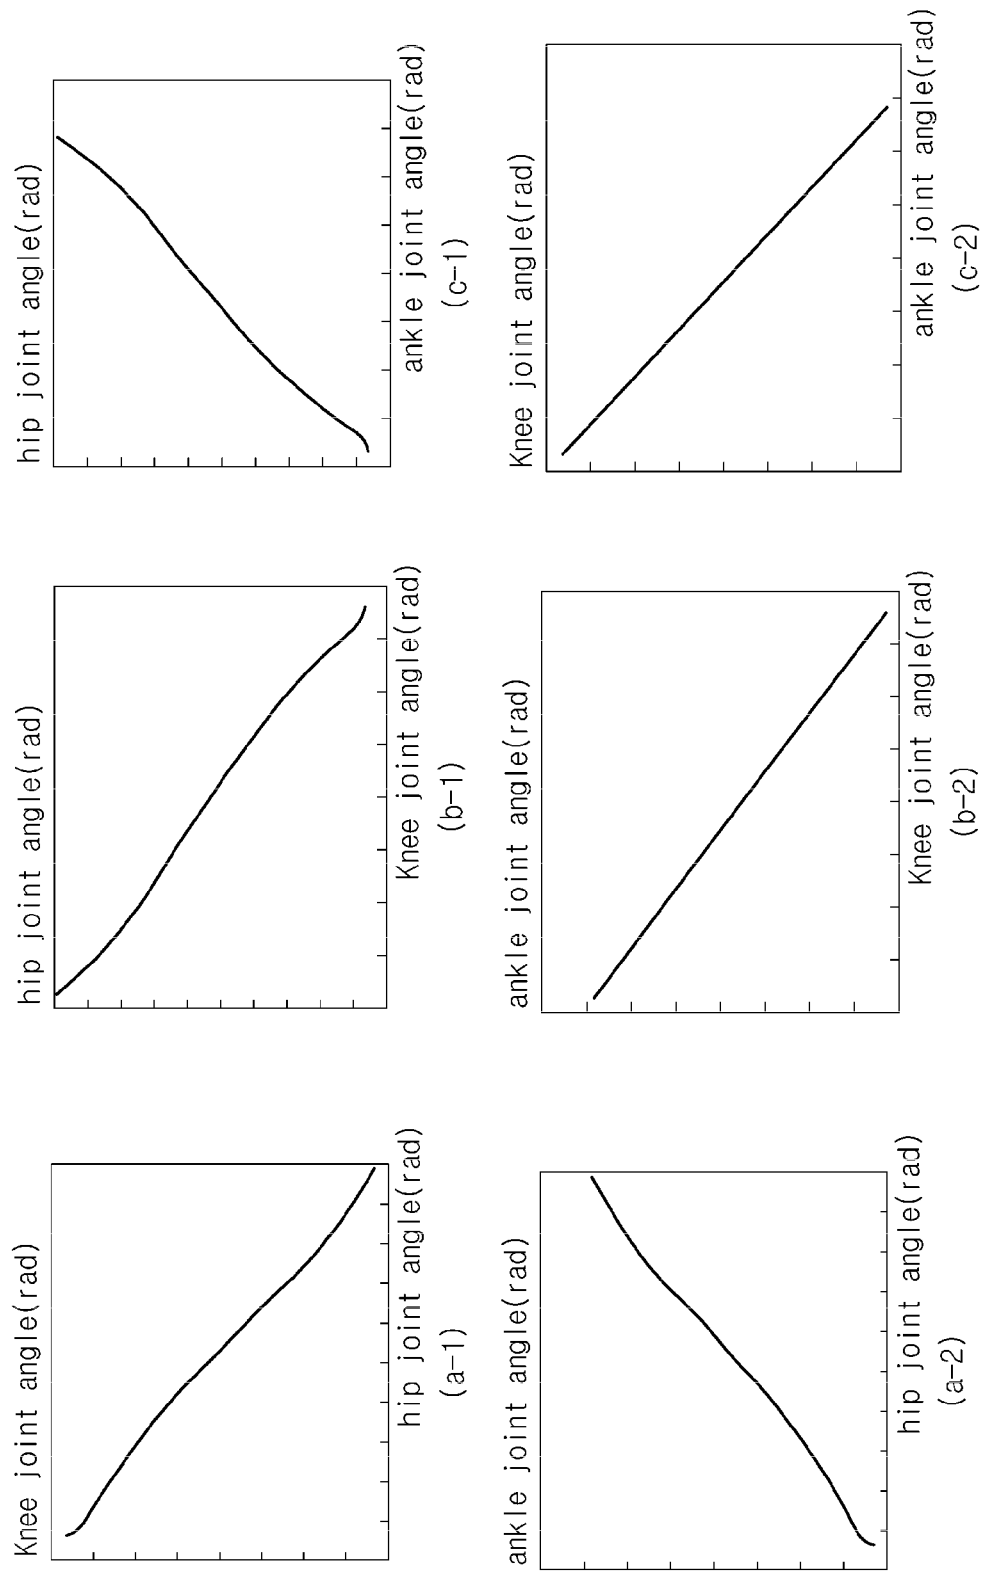 Knee joint angle(rad)
hip joint angle(rad)
(a-1)
hip joint angle(rad)
Knee joint angle(rad)
(b-1)
hip joint angle(rad)
ankle joint angle(rad)
(c-1)
ankle joint angle(rad)
hip joint angle(rad)
(a-2)
ankle joint angle(rad)
Knee joint angle(rad)
(b-2)
Knee joint angle(rad)
ankle joint angle(rad)
(c-2)